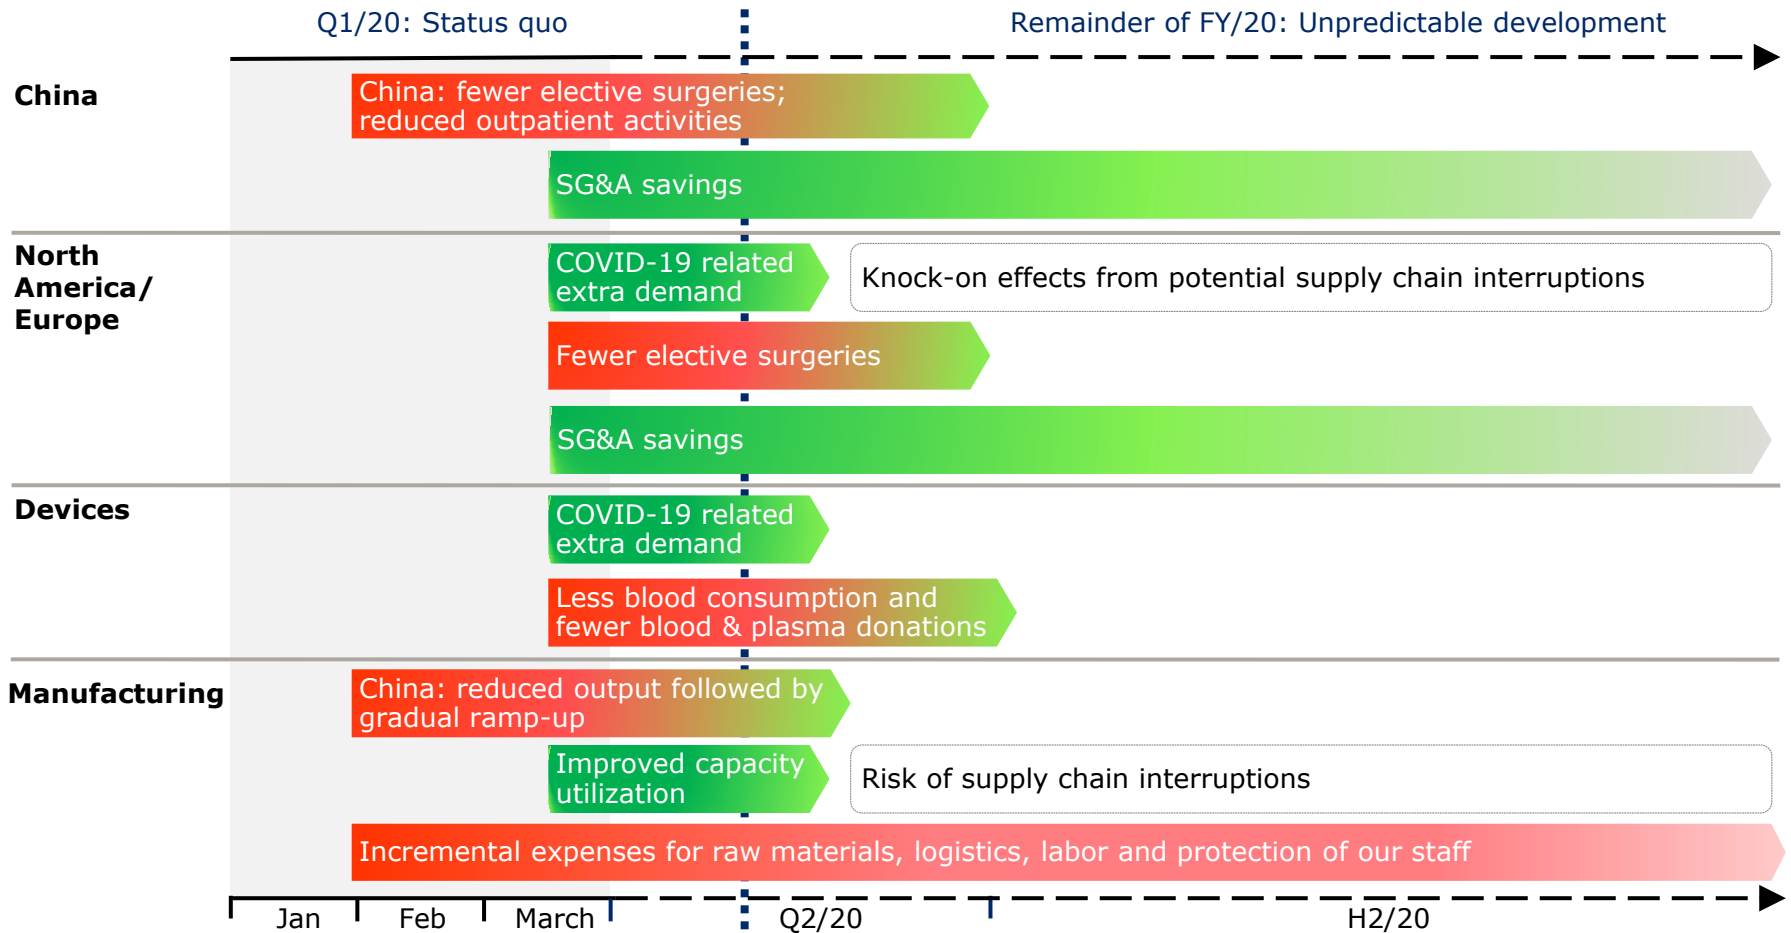 Q1/20: Status quo
Remainder of FY/20: Unpredictable development
China
China: fewer elective surgeries;
reduced outpatient activities
SG&A savings
North
America/
Europe
COVID-19 related
extra demand
Knock-on effects from potential supply chain interruptions
Fewer elective surgeries
SG&A savings
Devices
COVID-19 related
extra demand
Less blood consumption and
fewer blood & plasma donations
Manufacturing
China: reduced output followed by
gradual ramp-up
Improved capacity
utilization
Risk of supply chain interruptions
Incremental expenses for raw materials, logistics, labor and protection of our staff
Jan
Feb
March
Q2/20
H2/20